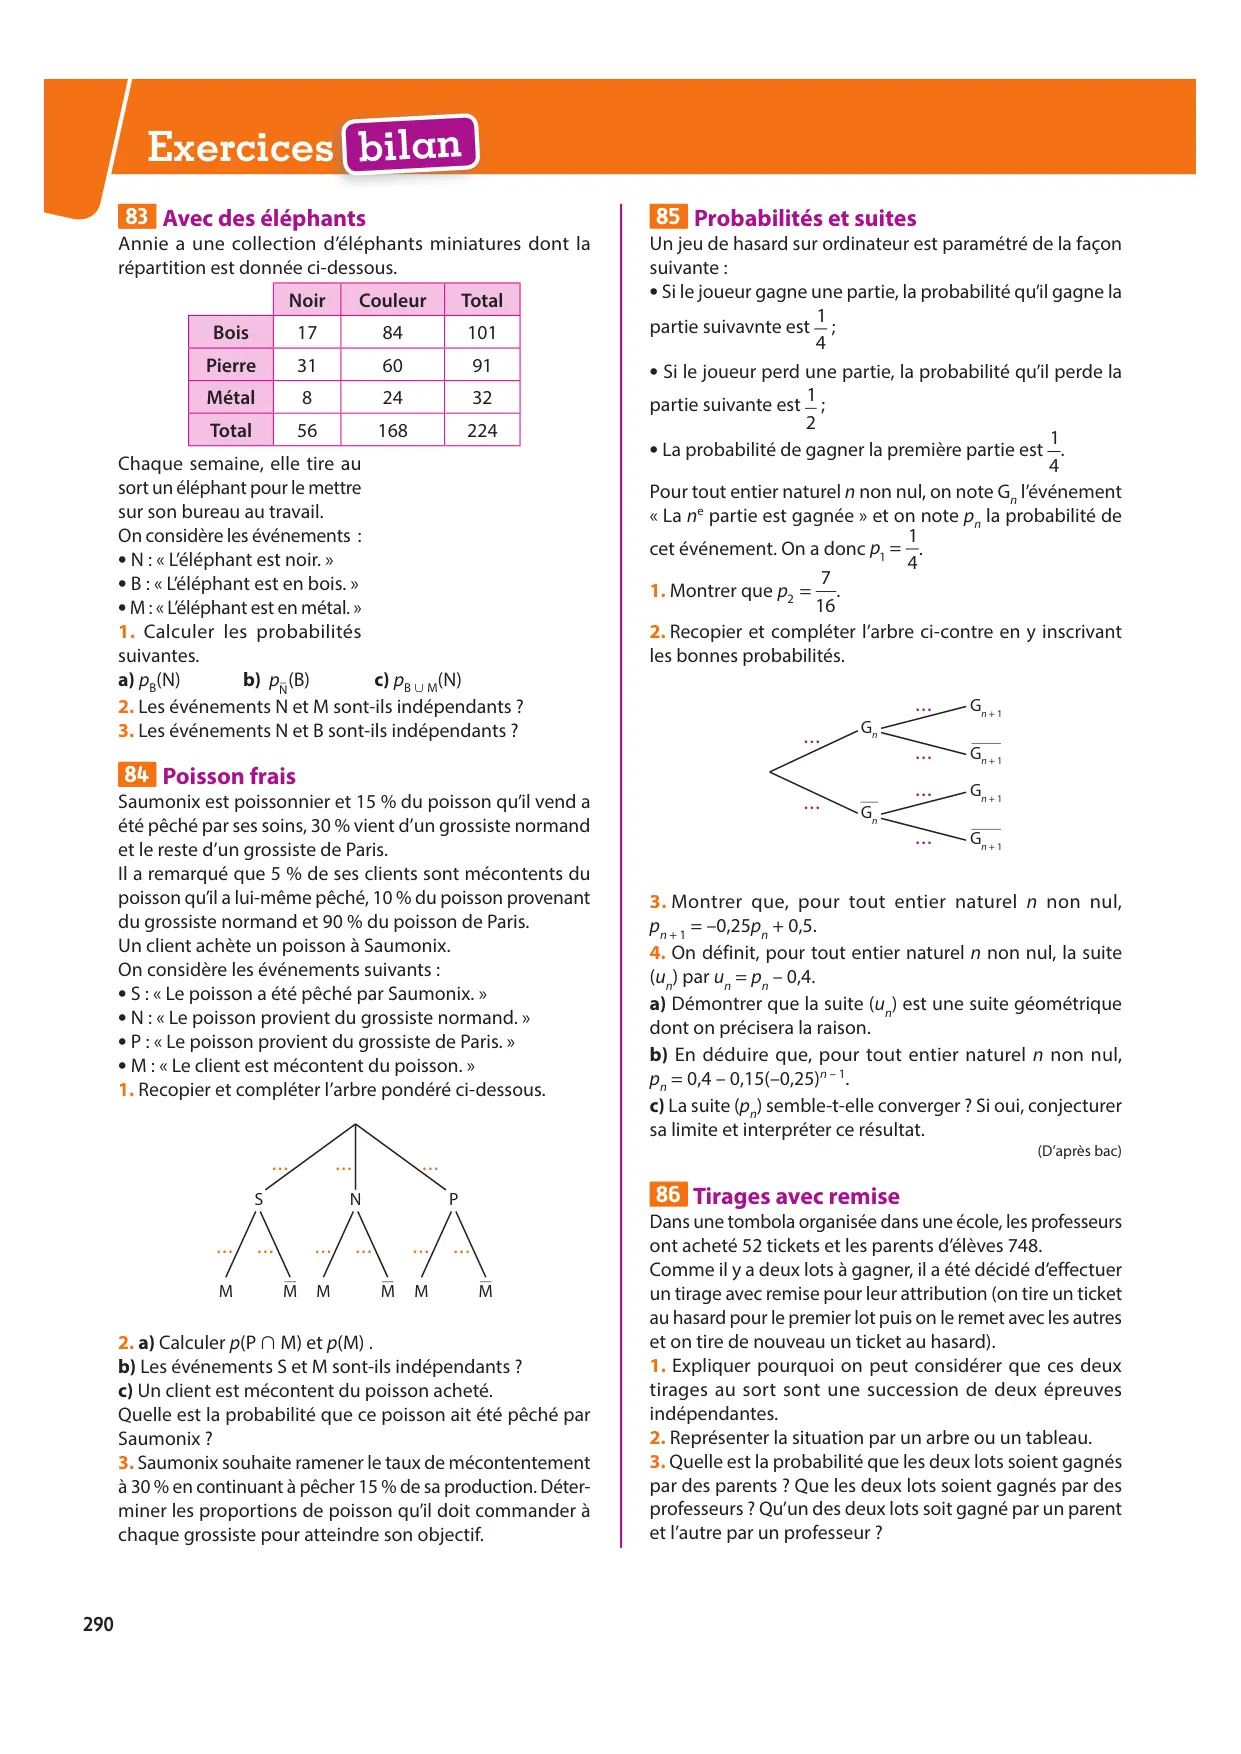 Exercices bilan
83 Avec des éléphants
Annie a une collection d’éléphants miniatures dont la
répartition est donnée ci-dessous.
Noir Couleur Total
Bois 17 84 101
Pierre 31 60 91
Métal 8 24 32
Total 56 168 224
Chaque semaine, elle tire au
sort un éléphant pour le mettre
sur son bureau au travail.
On considère les événements :
• N : « L’éléphant est noir. »
• B : « L’éléphant est en bois. »
• M : « L’éléphant est en métal. »
1. Calculer les probabilités
suivantes.
a) p_B(N) b) p_N̅(B) c) p_{B ∪ M}(N)
2. Les événements N et M sont-ils indépendants ?
3. Les événements N et B sont-ils indépendants ?
84 Poisson frais
Saumonix est poissonnier et 15 % du poisson qu’il vend a
été pêché par ses soins, 30 % vient d’un grossiste normand
et le reste d’un grossiste de Paris.
Il a remarqué que 5 % de ses clients sont mécontents du
poisson qu’il a lui-même pêché, 10 % du poisson provenant
du grossiste normand et 90 % du poisson de Paris.
Un client achète un poisson à Saumonix.
On considère les événements suivants :
• S : « Le poisson a été pêché par Saumonix. »
• N : « Le poisson provient du grossiste normand. »
• P : « Le poisson provient du grossiste de Paris. »
• M : « Le client est mécontent du poisson. »
1. Recopier et compléter l’arbre pondéré ci-dessous.
... ... ...
S N P
... ... ... ... ... ...
M M̅ M M̅ M M̅
2. a) Calculer p(P ∩ M) et p(M) .
b) Les événements S et M sont-ils indépendants ?
c) Un client est mécontent du poisson acheté.
Quelle est la probabilité que ce poisson ait été pêché par
Saumonix ?
3. Saumonix souhaite ramener le taux de mécontentement
à 30 % en continuant à pêcher 15 % de sa production. Déter-
miner les proportions de poisson qu’il doit commander à
chaque grossiste pour atteindre son objectif.
85 Probabilités et suites
Un jeu de hasard sur ordinateur est paramétré de la façon
suivante :
• Si le joueur gagne une partie, la probabilité qu’il gagne la
partie suivavnte est 1/4 ;
• Si le joueur perd une partie, la probabilité qu’il perde la
partie suivante est 1/2 ;
• La probabilité de gagner la première partie est 1/4.
Pour tout entier naturel n non nul, on note G_n l’événement
« La nᵉ partie est gagnée » et on note p_n la probabilité de
cet événement. On a donc p_1 = 1/4.
1. Montrer que p_2 = 7/16.
2. Recopier et compléter l’arbre ci-contre en y inscrivant
les bonnes probabilités.
... G_{n + 1}
... G_n
... G̅_{n + 1}
... G_{n + 1}
... G̅_n
... G̅_{n + 1}
3. Montrer que, pour tout entier naturel n non nul,
p_{n + 1} = –0,25p_n + 0,5.
4. On définit, pour tout entier naturel n non nul, la suite
(u_n) par u_n = p_n – 0,4.
a) Démontrer que la suite (u_n) est une suite géométrique
dont on précisera la raison.
b) En déduire que, pour tout entier naturel n non nul,
p_n = 0,4 – 0,15(–0,25)^{n – 1}.
c) La suite (p_n) semble-t-elle converger ? Si oui, conjecturer
sa limite et interpréter ce résultat.
(D’après bac)
86 Tirages avec remise
Dans une tombola organisée dans une école, les professeurs
ont acheté 52 tickets et les parents d’élèves 748.
Comme il y a deux lots à gagner, il a été décidé d’effectuer
un tirage avec remise pour leur attribution (on tire un ticket
au hasard pour le premier lot puis on le remet avec les autres
et on tire de nouveau un ticket au hasard).
1. Expliquer pourquoi on peut considérer que ces deux
tirages au sort sont une succession de deux épreuves
indépendantes.
2. Représenter la situation par un arbre ou un tableau.
3. Quelle est la probabilité que les deux lots soient gagnés
par des parents ? Que les deux lots soient gagnés par des
professeurs ? Qu’un des deux lots soit gagné par un parent
et l’autre par un professeur ?
290